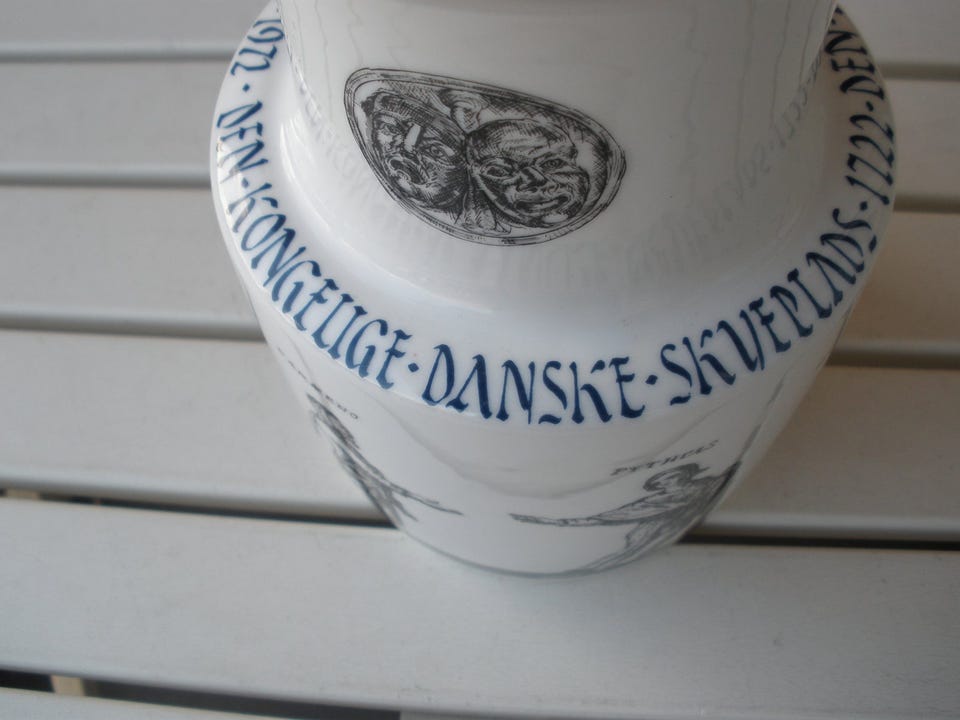 1972 · DEN · KONGELIGE · DANSKE · SKUEPLADS · 1722 · DEN